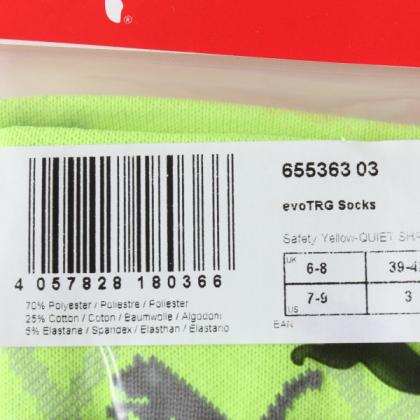 ®
655363 03
evoTRG Socks
Safety Yellow-QUIET SHA
UK 6-8 39-4
US 7-9 3
EAN
4 057828 180366
70% Polyester / Poliestre / Poliester
25% Cotton / Coton / Baumwolle / Algodoni
5% Elastane / Spandex / Elasthan / Elastano